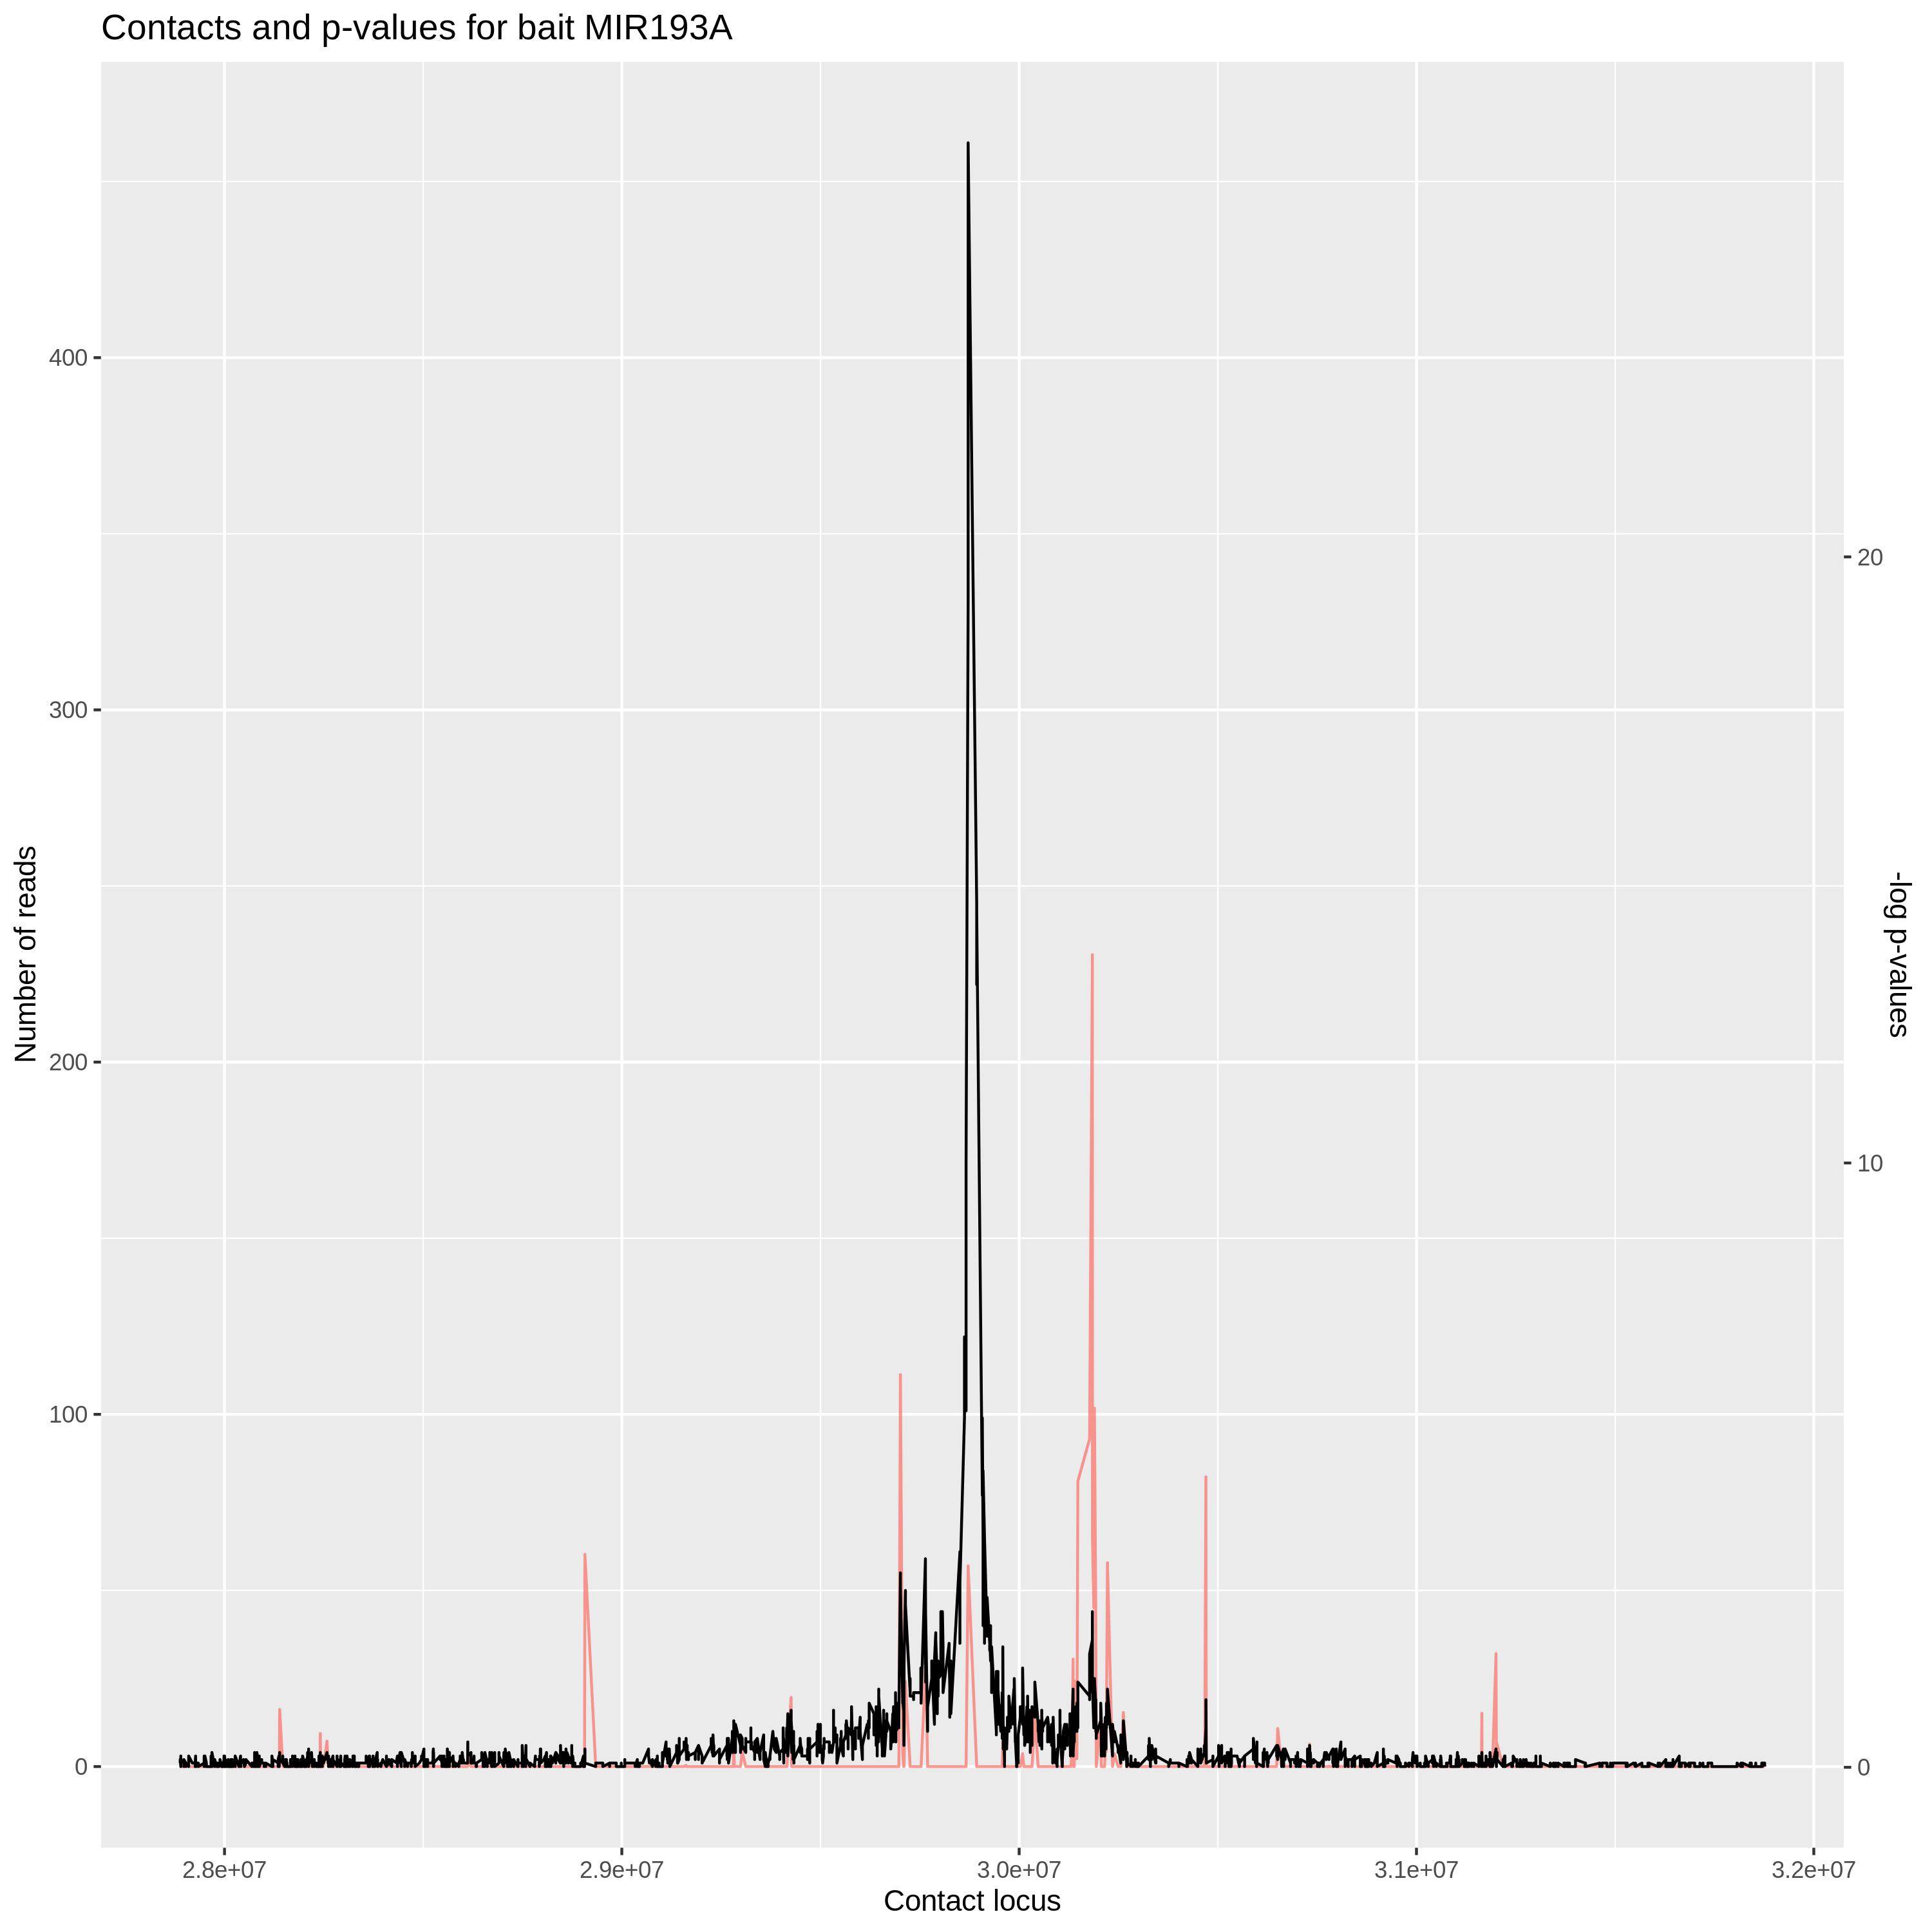 Contacts and p-values for bait MIR193A
400
300
200
100
0
Number of reads
20
10
0
-log p-values
2.8e+07
2.9e+07
3.0e+07
3.1e+07
3.2e+07
Contact locus